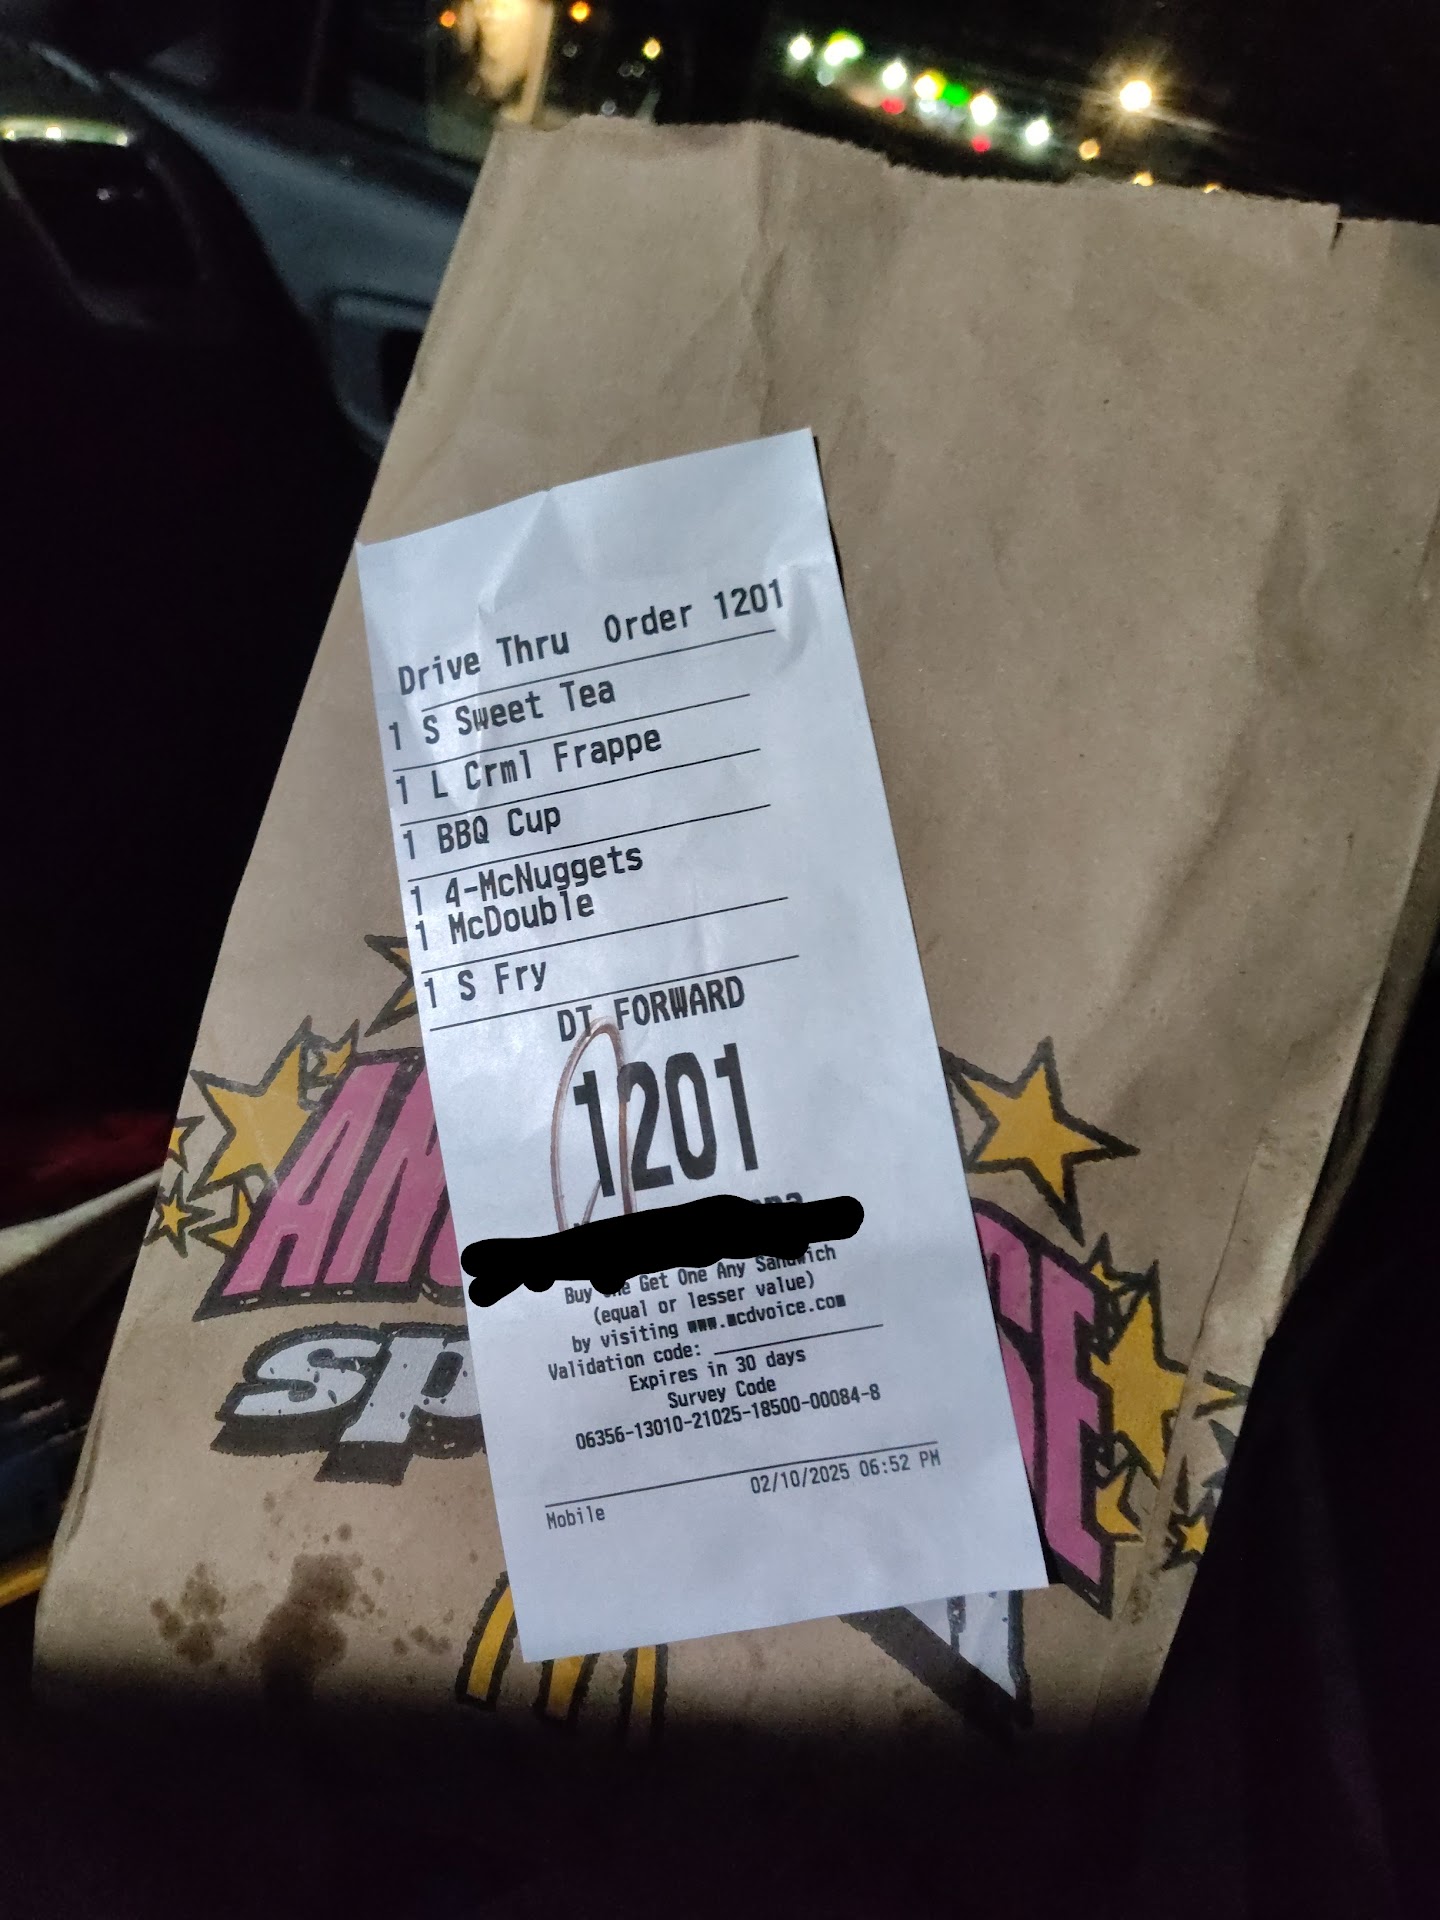 Drive Thru Order 1201
1 S Sweet Tea
1 L Crml Frappe
1 BBQ Cup
1 4-McNuggets
1 McDouble
1 S Fry
DT FORWARD
1201
Buy One Get One Any Sandwich
(equal or lesser value)
by visiting www.mcdvoice.com
Validation code:
Expires in 30 days
Survey Code
06356-13010-21025-18500-00084-8
02/10/2025 06:52 PM
Mobile